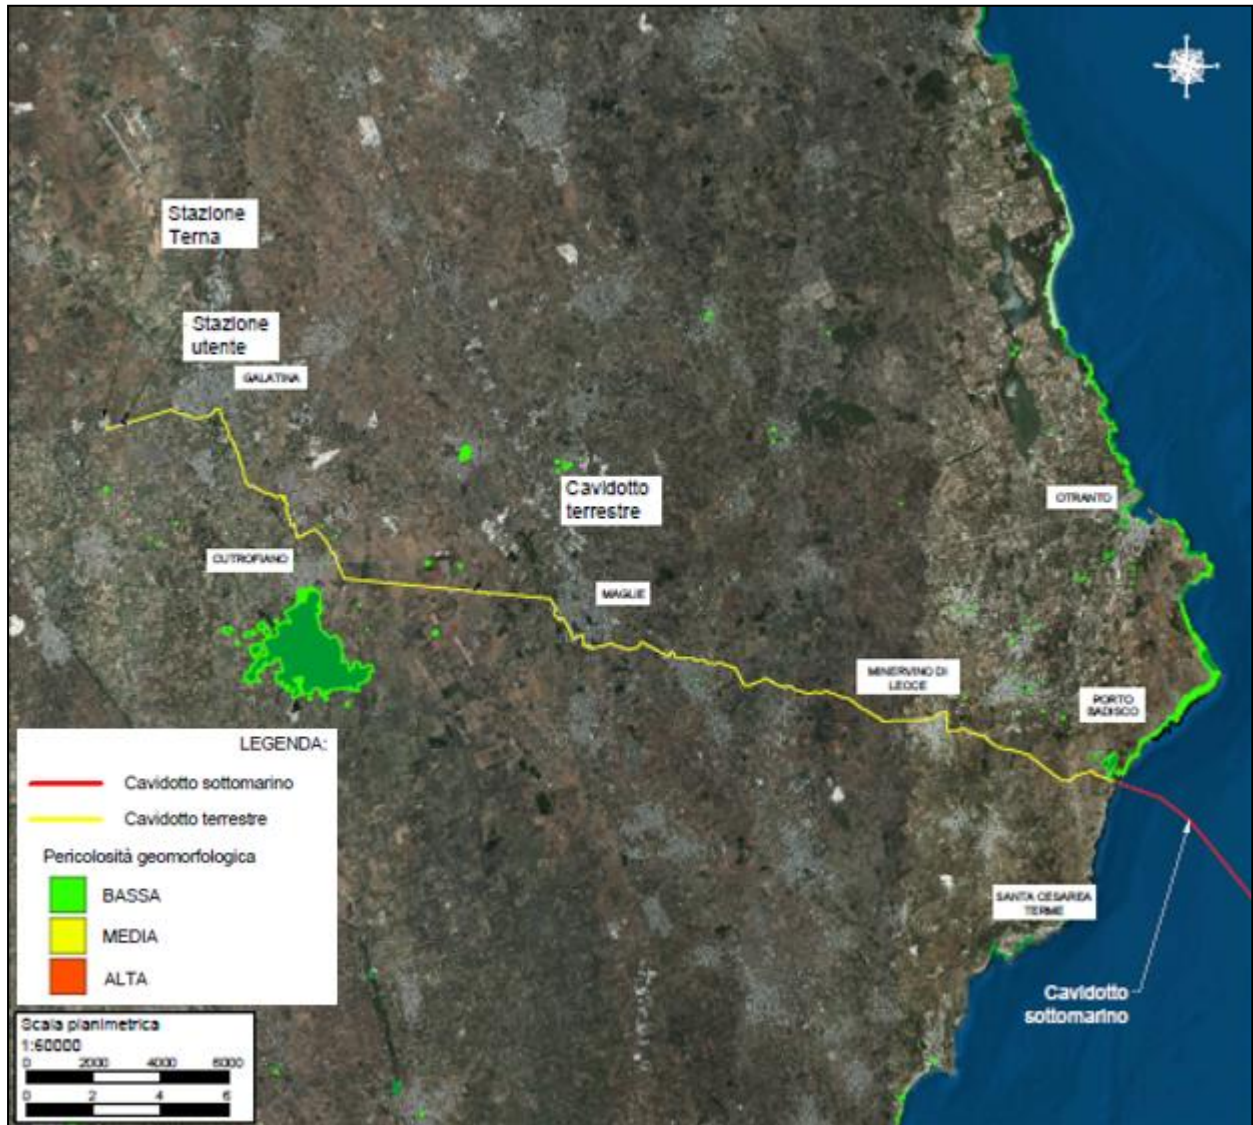 Stazione
Terna
Stazione
utente
GALATINA
Cavidotto
terrestre
OTRANTO
CUTROFIANO
MAGLIE
MINERVINO DI
LECCE
PORTO
BADISCO
LEGENDA:
Cavidotto sottomarino
Cavidotto terrestre
Pericolosità geomorfologica
BASSA
MEDIA
ALTA
SANTA CESAREA
TERME
Cavidotto
sottomarino
Scala planimetrica
1:60000
0 2000 4000 6000
0 2 4 6